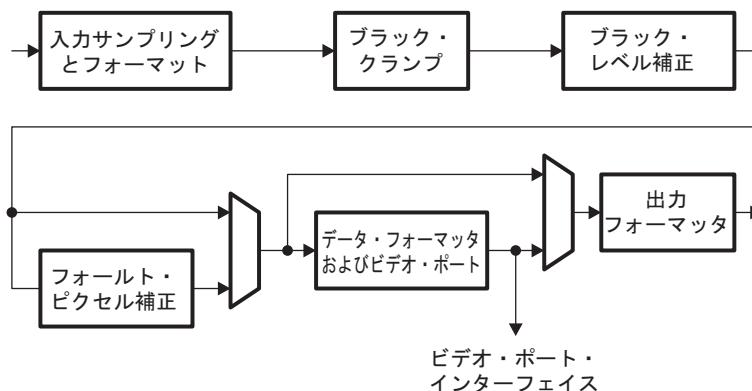 入力サンプリング
とフォーマット
ブラック・
クランプ
ブラック・
レベル補正
フォールト・
ピクセル補正
データ・フォーマッタ
およびビデオ・ポート
出力
フォーマッタ
ビデオ・ポート・
インターフェイス